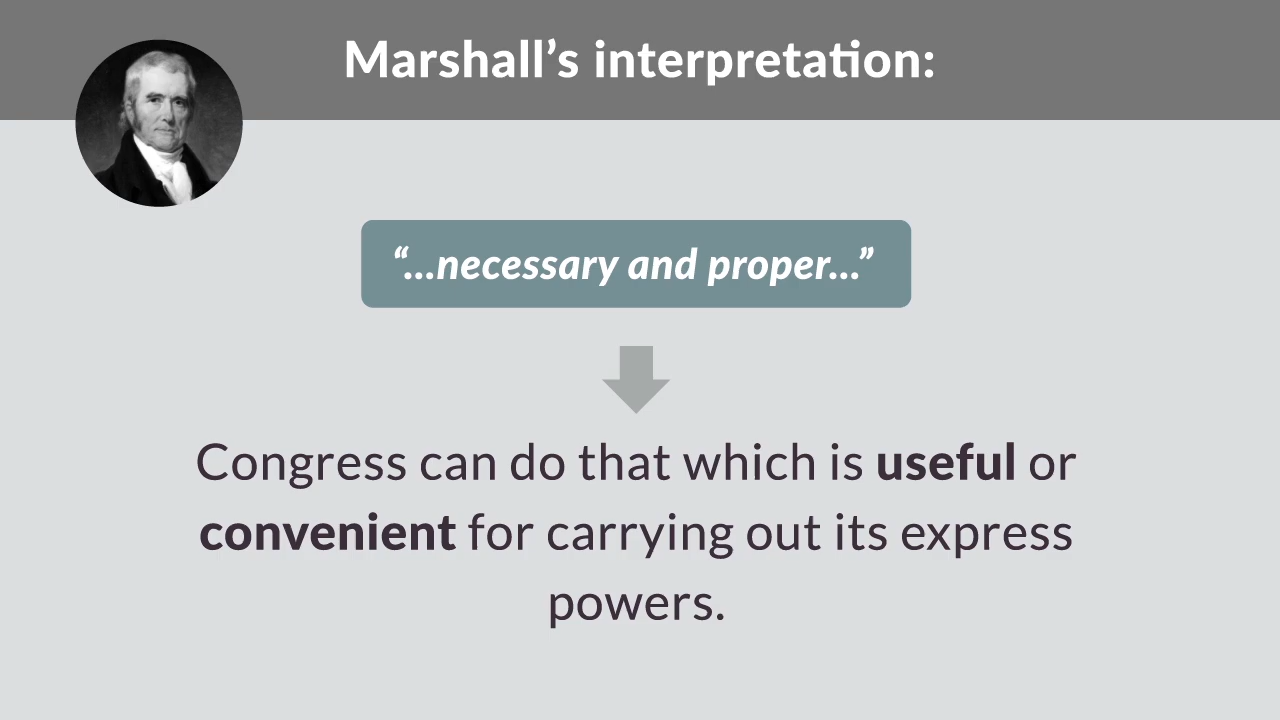 Marshall’s interpretation:
“...necessary and proper...”
Congress can do that which is useful or
convenient for carrying out its express
powers.